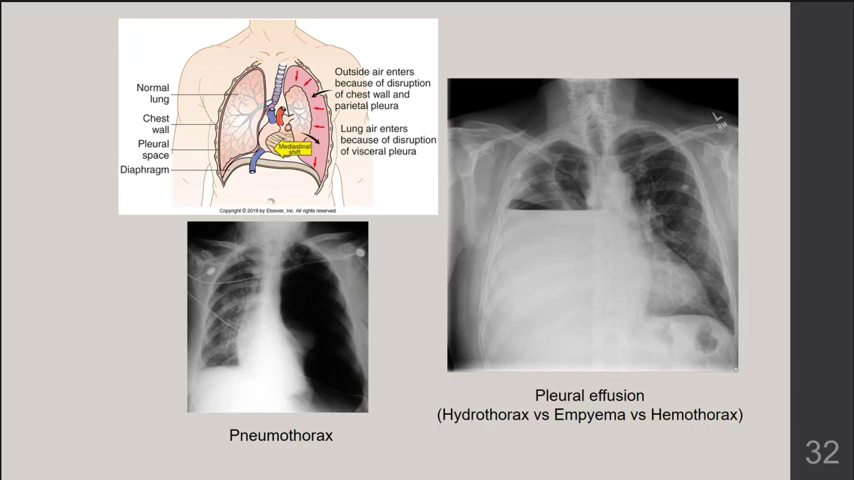 Normal
lung
Chest
wall
Pleural
space
Diaphragm
Outside air enters
because of disruption
of chest wall and
parietal pleura
Lung air enters
because of disruption
of visceral pleura
Mediastinal
shift
Copyright © 2019 by Elsevier, Inc. All rights reserved.
L
Pneumothorax
Pleural effusion
(Hydrothorax vs Empyema vs Hemothorax)
32